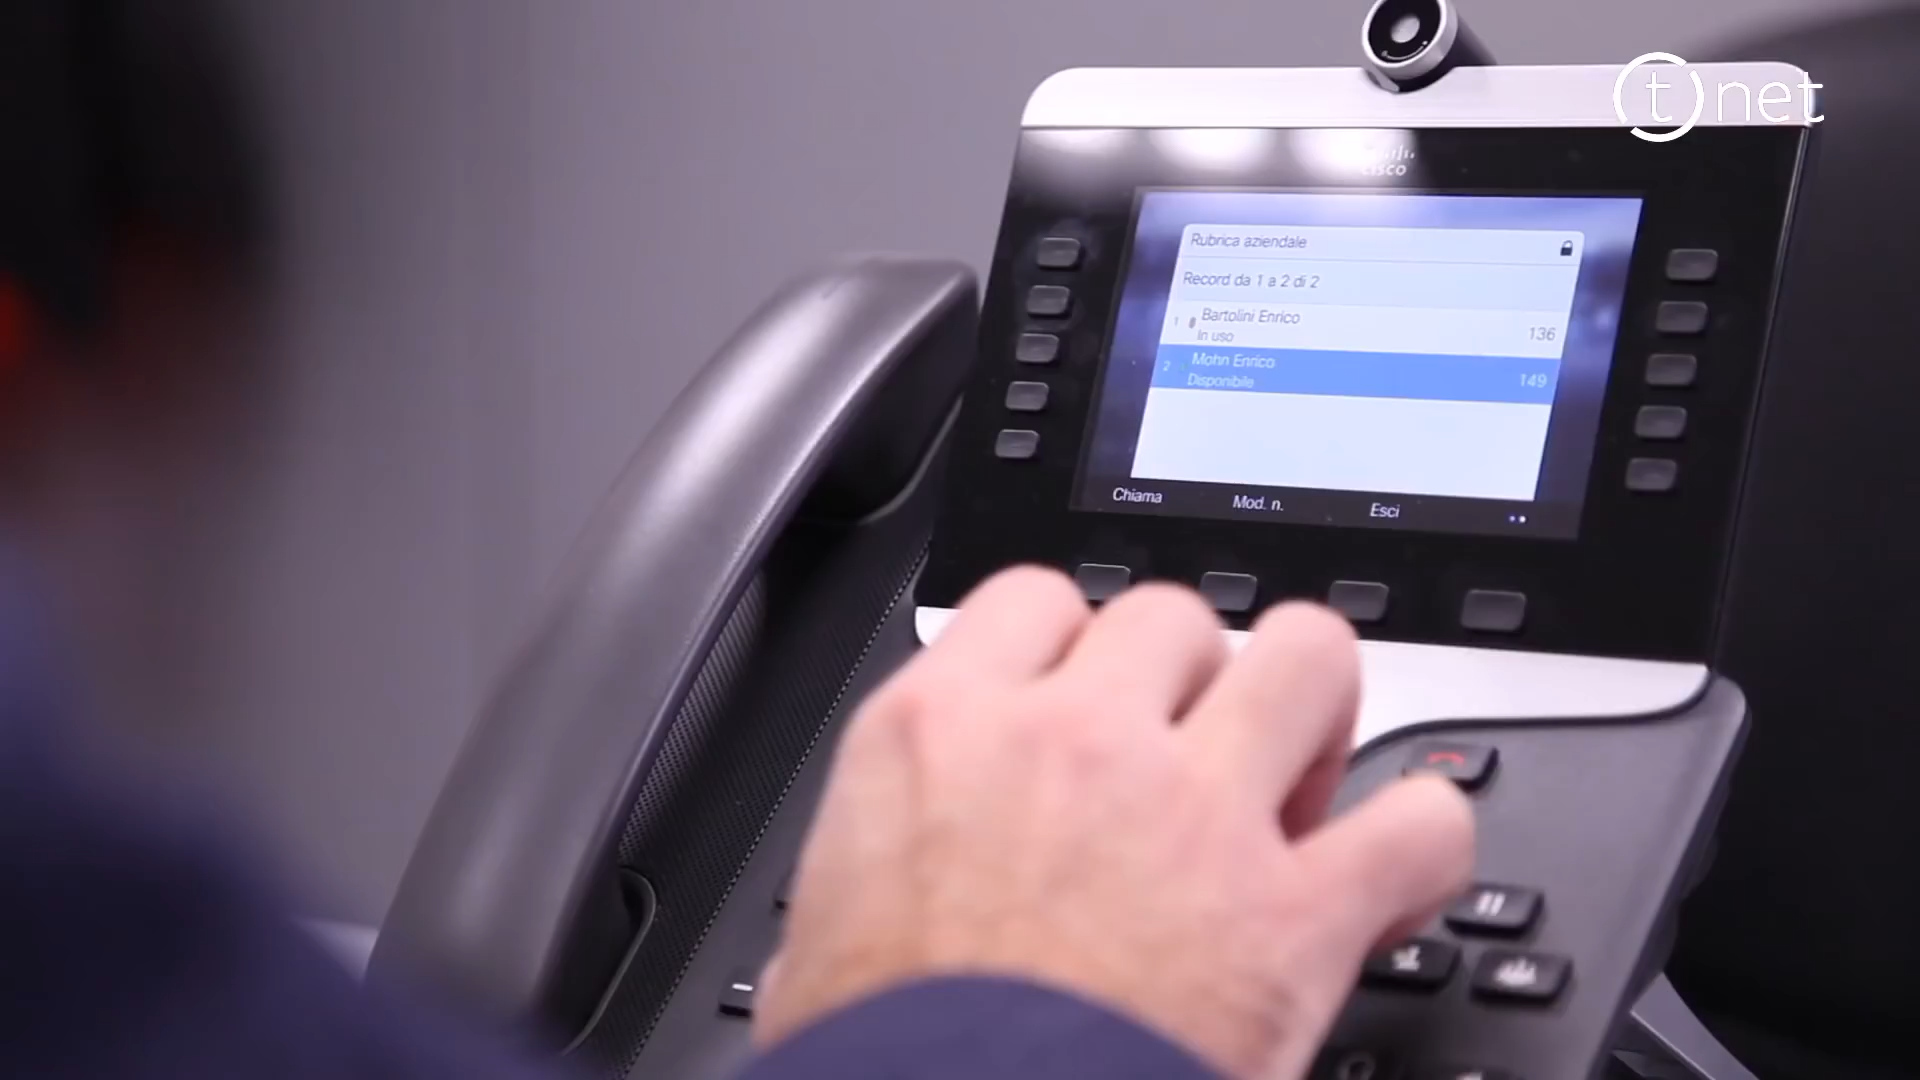 t net
cisco
Rubrica aziendale
Record da 1 a 2 di 2
1 Bartolini Enrico
In uso 136
2 Mohn Enrico
Disponibile 149
Chiama Mod. n. Esci